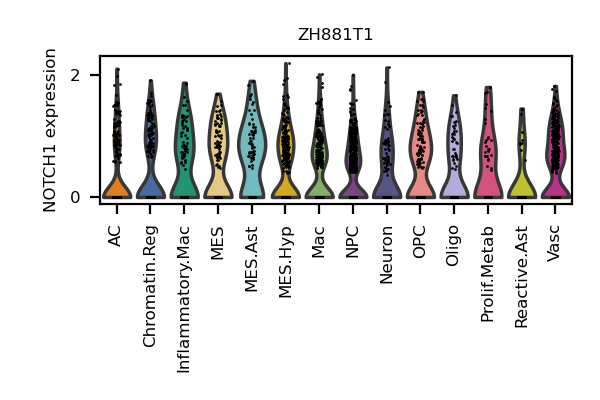 ZH881T1
NOTCH1 expression
2
0
AC
Chromatin.Reg
Inflammatory.Mac
MES
MES.Ast
MES.Hyp
Mac
NPC
Neuron
OPC
Oligo
Prolif.Metab
Reactive.Ast
Vasc